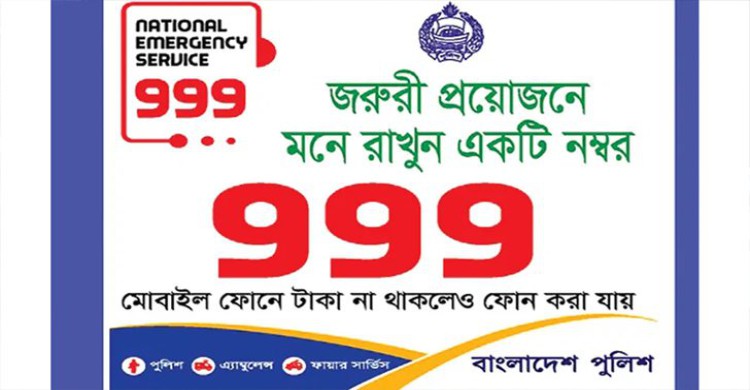 NATIONAL
EMERGENCY
SERVICE
999
জরুরী প্রয়োজনে
মনে রাখুন একটি নম্বর
999
মোবাইল ফোনে টাকা না থাকলেও ফোন করা যায়
পুলিশ এ্যাম্বুলেন্স ফায়ার সার্ভিস
বাংলাদেশ পুলিশ